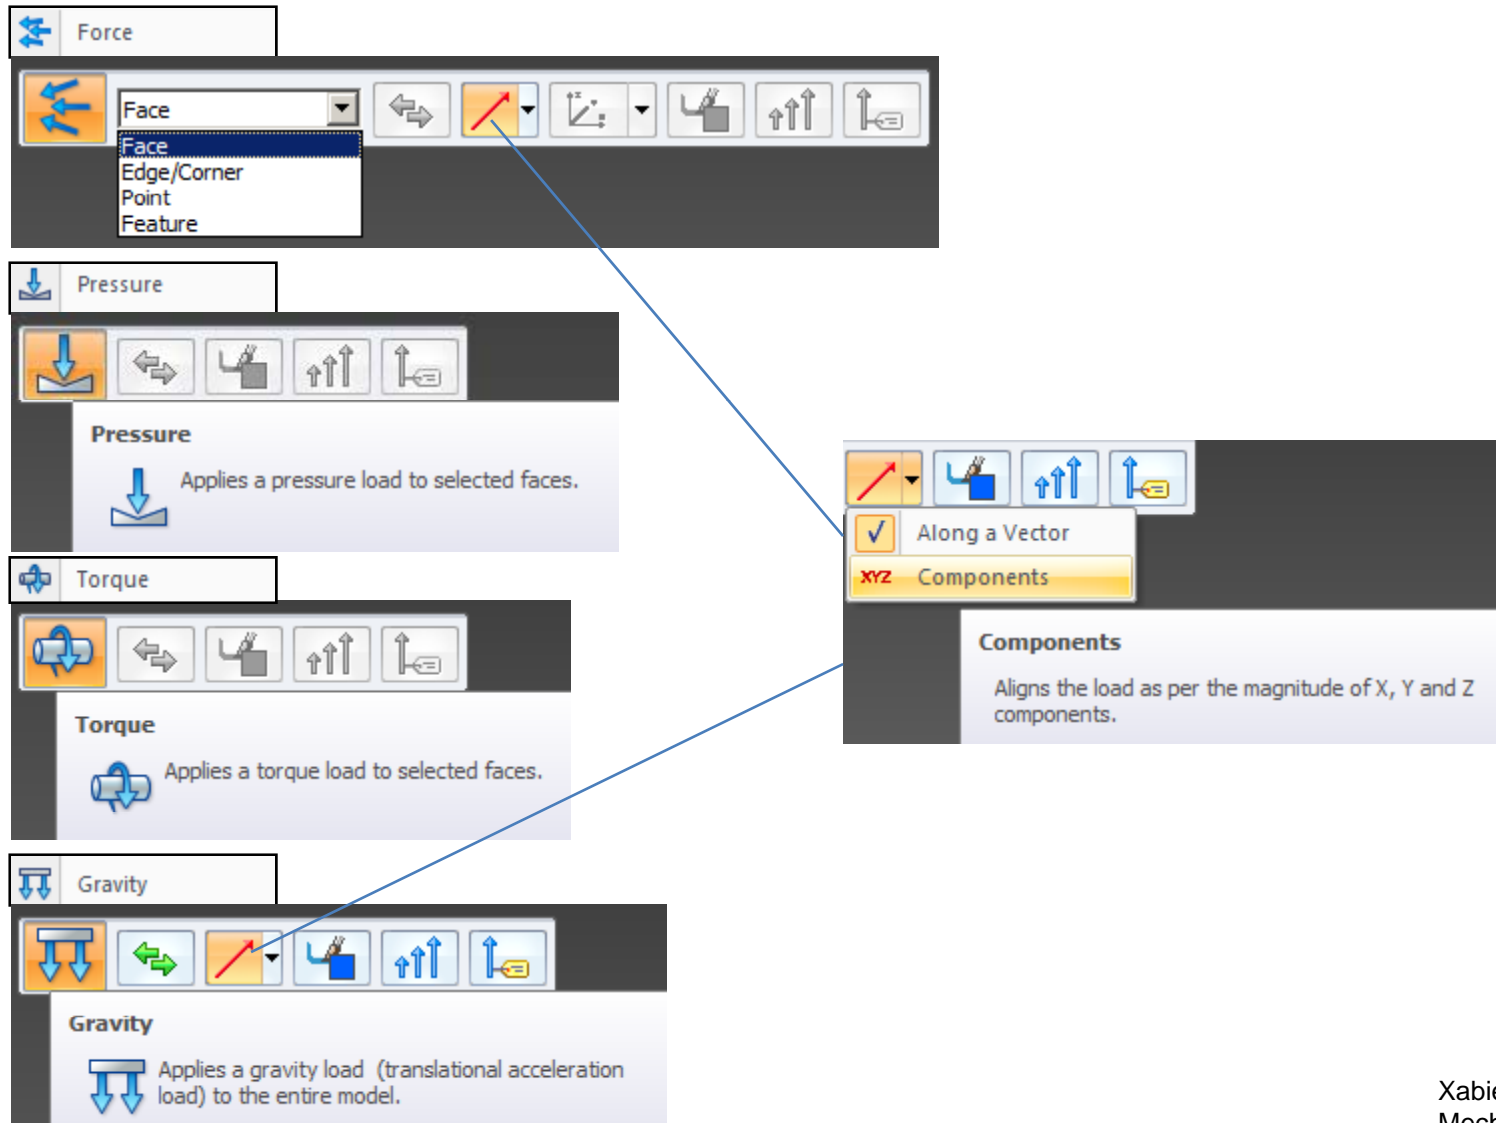 Force
Face
Face
Edge/Corner
Point
Feature
Pressure
Pressure
Applies a pressure load to selected faces.
Torque
Torque
Applies a torque load to selected faces.
Gravity
Gravity
Applies a gravity load (translational acceleration
load) to the entire model.
Along a Vector
XYZ Components
Components
Aligns the load as per the magnitude of X, Y and Z
components.